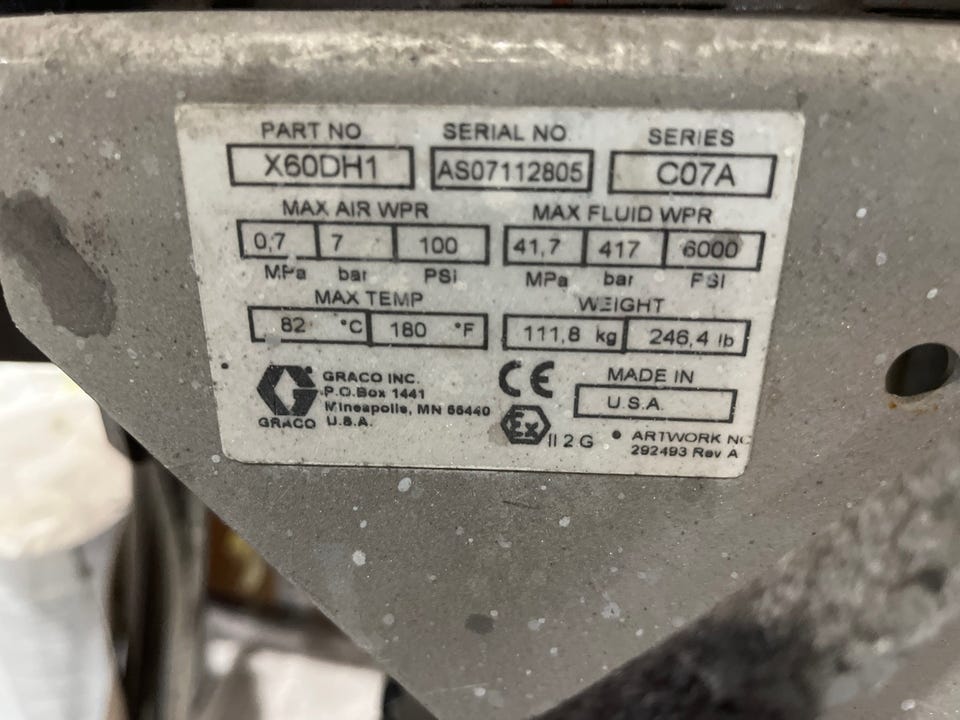 PART NO. SERIAL NO. SERIES
X60DH1 AS07112805 C07A
MAX AIR WPR MAX FLUID WPR
0,7 7 100 41,7 417 6000
MPa bar PSI MPa bar PSI
MAX TEMP WEIGHT
82 °C 180 °F 111,8 kg 246,4 lb
GRACO
GRACO INC.
P.O.Box 1441
Mineapolis, MN 55440
U.S.A.
CE
Ex II 2 G
MADE IN
U.S.A.
ARTWORK NO
292493 Rev A